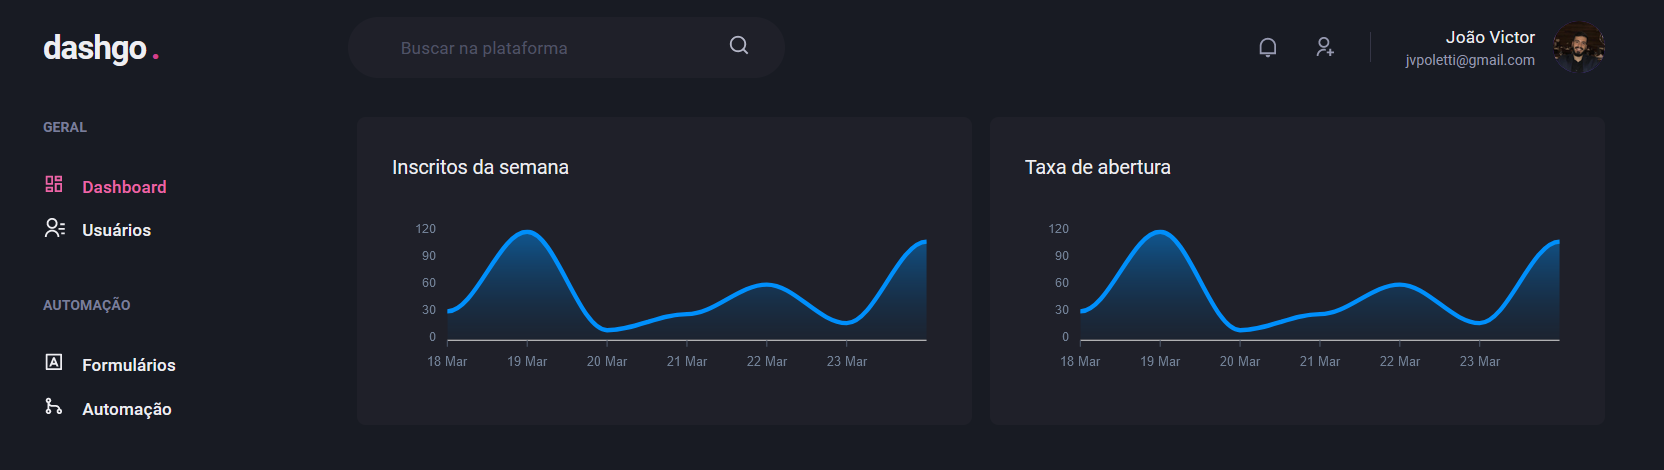 dashgo.
Buscar na plataforma
João Victor
jvpoletti@gmail.com
GERAL
Dashboard
Usuários
AUTOMAÇÃO
Formulários
Automação
Inscritos da semana
120
90
60
30
0
18 Mar 19 Mar 20 Mar 21 Mar 22 Mar 23 Mar
Taxa de abertura
120
90
60
30
0
18 Mar 19 Mar 20 Mar 21 Mar 22 Mar 23 Mar